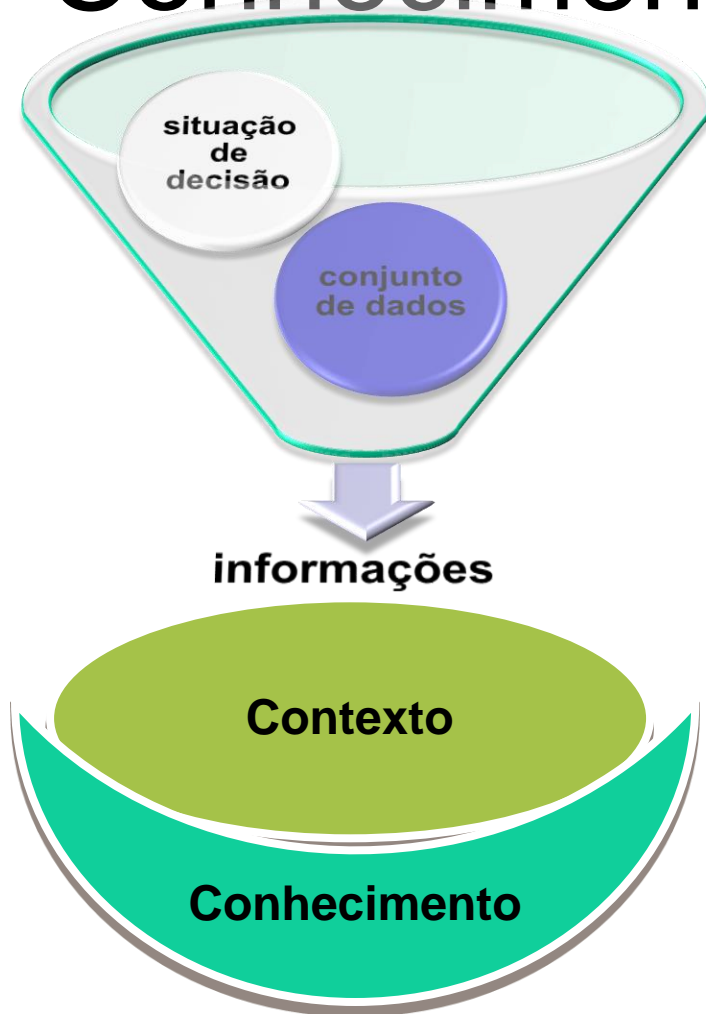 situação
de
decisão
conjunto
de dados
informações
Contexto
Conhecimento